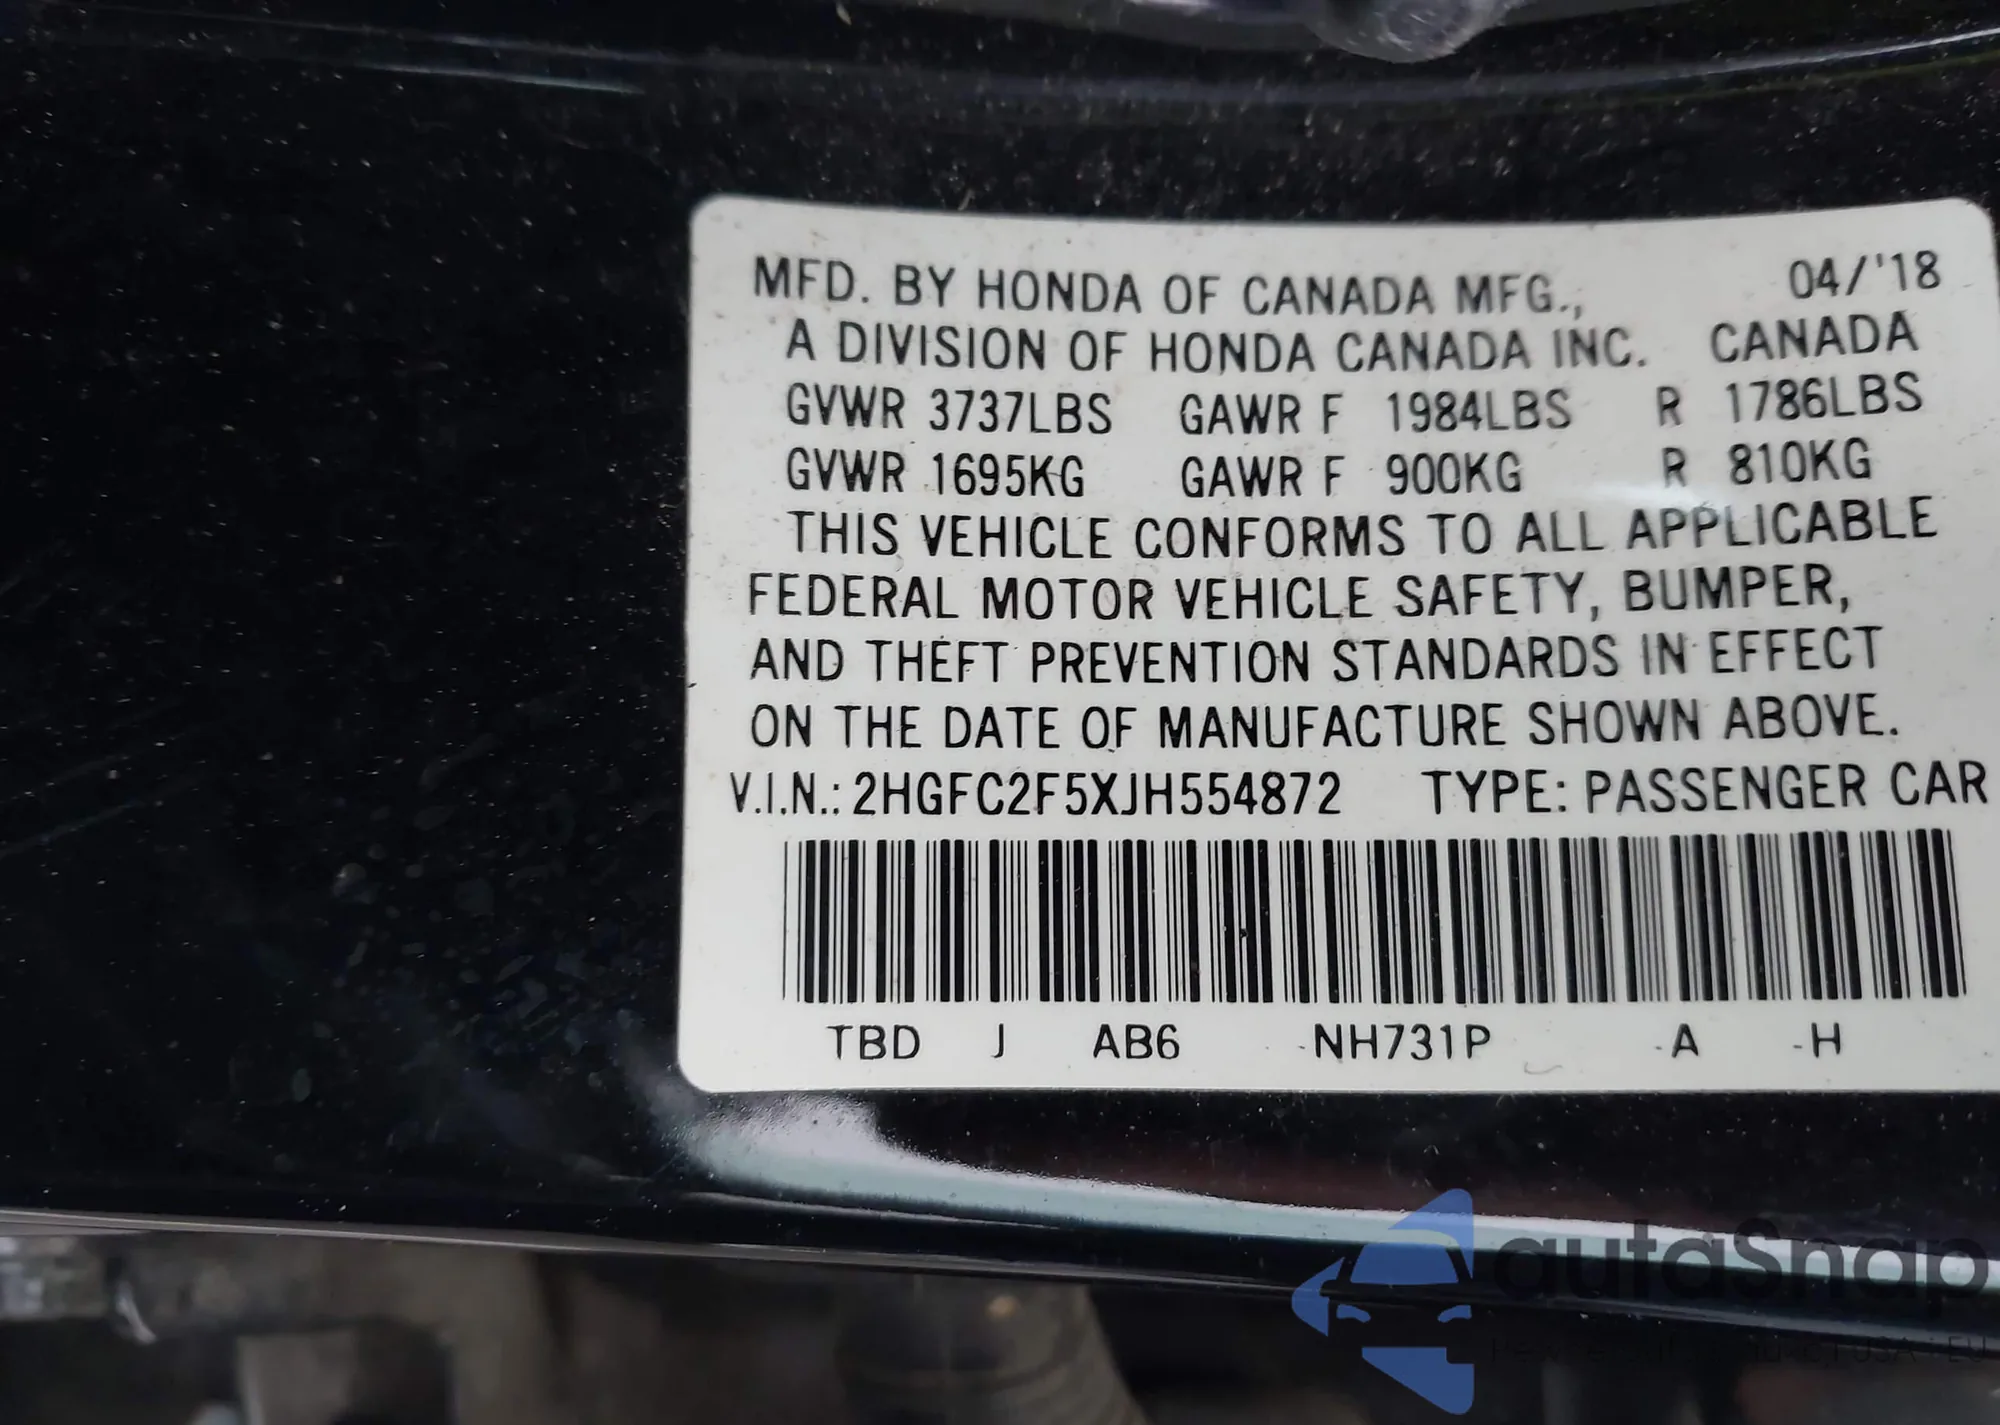 MFD. BY HONDA OF CANADA MFG., 04/'18
A DIVISION OF HONDA CANADA INC. CANADA
GVWR 3737LBS GAWR F 1984LBS R 1786LBS
GVWR 1695KG GAWR F 900KG R 810KG
THIS VEHICLE CONFORMS TO ALL APPLICABLE
FEDERAL MOTOR VEHICLE SAFETY, BUMPER,
AND THEFT PREVENTION STANDARDS IN EFFECT
ON THE DATE OF MANUFACTURE SHOWN ABOVE.
V.I.N.: 2HGFC2F5XJH554872 TYPE: PASSENGER CAR
TBD J AB6 -NH731P -A -H
autaSnap